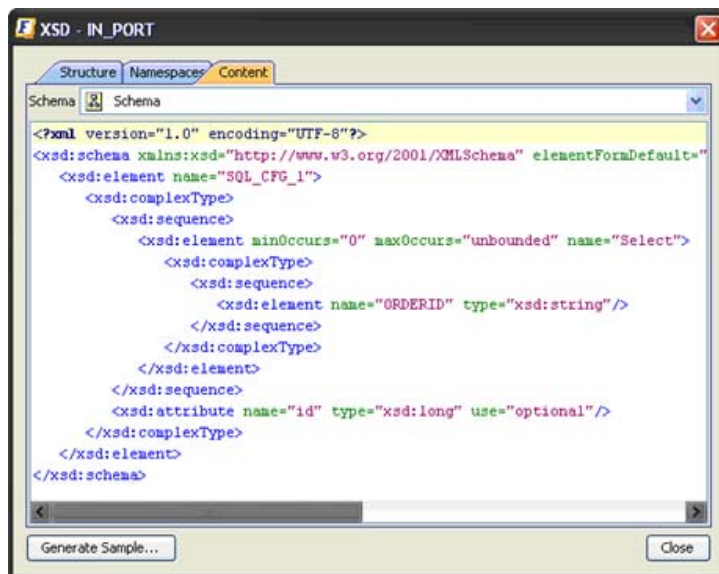 XSD - IN_PORT
Structure Namespaces Content
Schema Schema
<?xml version="1.0" encoding="UTF-8"?>
<xsd:schema xmlns:xsd="http://www.w3.org/2001/XMLSchema" elementFormDefault="
<xsd:element name="SQL_CFG_1">
<xsd:complexType>
<xsd:sequence>
<xsd:element minOccurs="0" maxOccurs="unbounded" name="Select">
<xsd:complexType>
<xsd:sequence>
<xsd:element name="ORDERID" type="xsd:string"/>
</xsd:sequence>
</xsd:complexType>
</xsd:element>
</xsd:sequence>
<xsd:attribute name="id" type="xsd:long" use="optional"/>
</xsd:complexType>
</xsd:element>
</xsd:schema>
Generate Sample... Close